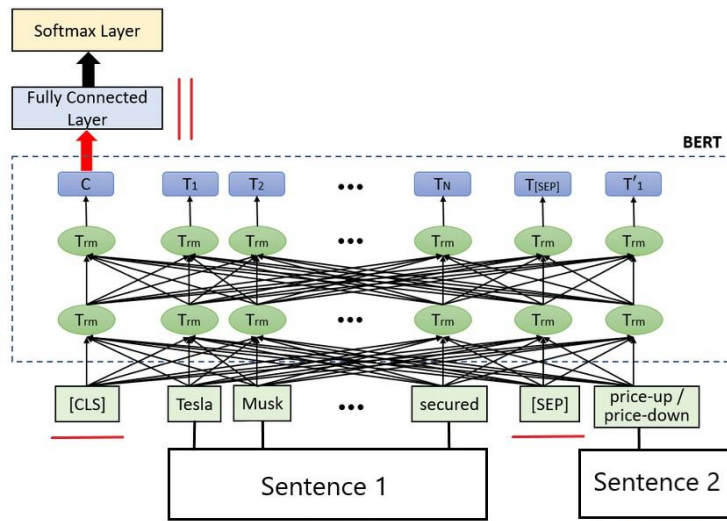 Softmax Layer
Fully Connected
Layer
BERT
C T1 T2 ••• TN T[SEP] T'1
Trm Trm Trm ••• Trm Trm Trm
Trm Trm Trm ••• Trm Trm Trm
[CLS] Tesla Musk ••• secured [SEP] price-up /
price-down
Sentence 1 Sentence 2